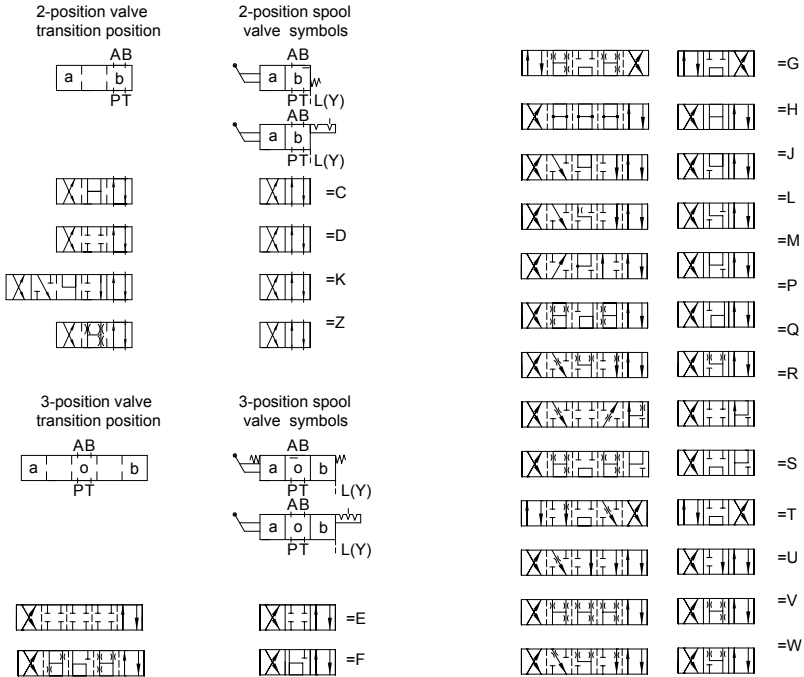 2-position valve
transition position
AB
a
b
PT
2-position spool
valve symbols
AB
a
b
PT
L(Y)
AB
a
b
PT
L(Y)
=C
=D
=K
=Z
3-position valve
transition position
AB
a
o
b
PT
3-position spool
valve symbols
AB
a
o
b
PT
L(Y)
AB
a
o
b
PT
L(Y)
=E
=F
=G
=H
=J
=L
=M
=P
=Q
=R
=S
=T
=U
=V
=W